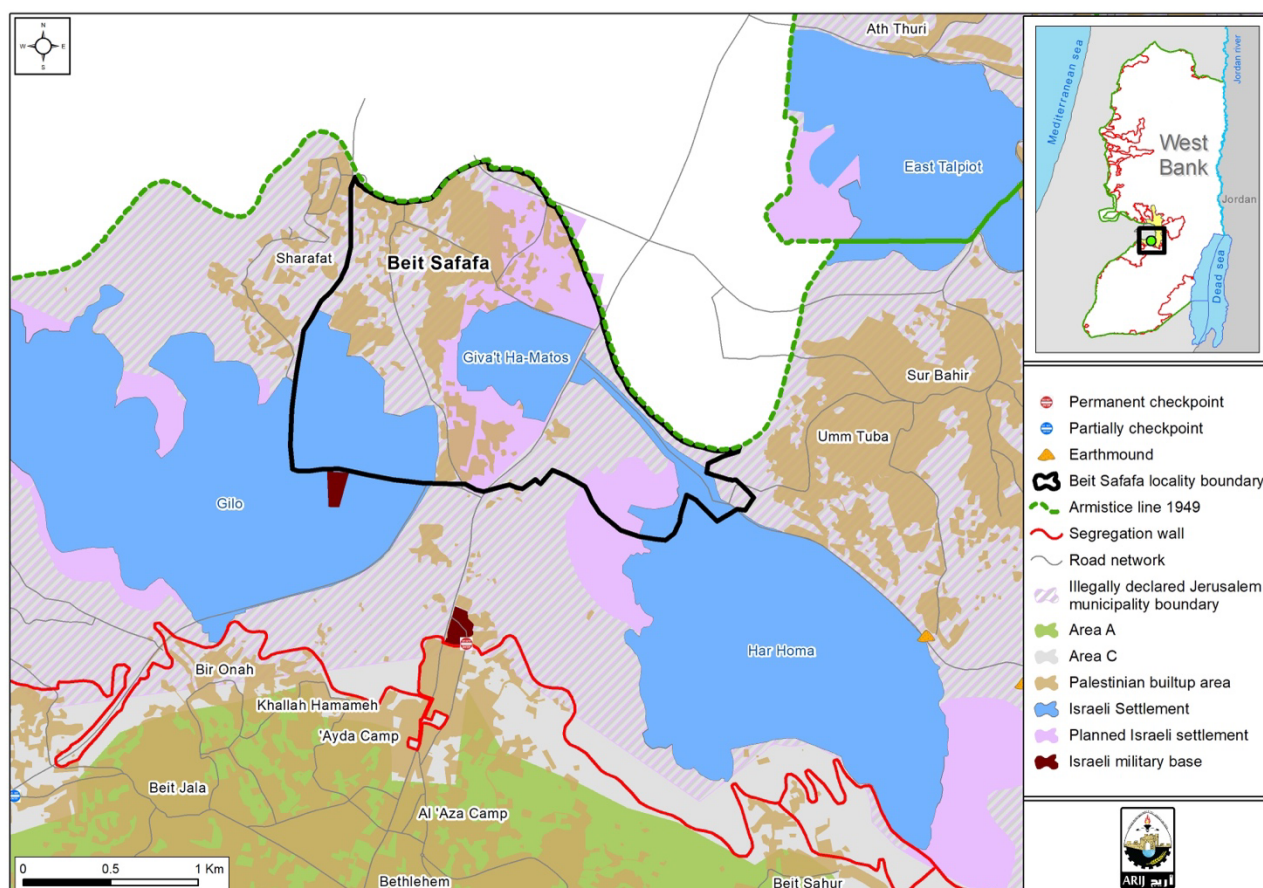 N
W
E
S
Ath Thuri
East Talpiot
Sharafat
Beit Safafa
Giva't Ha-Matos
Sur Bahir
Umm Tuba
Gilo
Har Homa
Bir Onah
Khallah Hamameh
'Ayda Camp
Beit Jala
Al 'Aza Camp
Bethlehem
Beit Sahur
0 0.5 1 Km
Mediterranean sea
Jordan river
West
Bank
Jordan
Dead sea
Permanent checkpoint
Partially checkpoint
Earthmound
Beit Safafa locality boundary
Armistice line 1949
Segregation wall
Road network
Illegally declared Jerusalem
municipality boundary
Area A
Area C
Palestinian builtup area
Israeli Settlement
Planned Israeli settlement
Israeli military base
ARIJ أريج